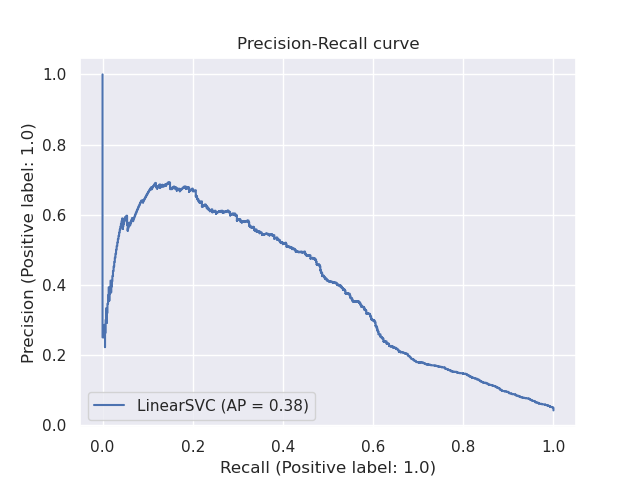 Precision-Recall curve
Precision (Positive label: 1.0)
1.0
0.8
0.6
0.4
0.2
0.0
LinearSVC (AP = 0.38)
0.0 0.2 0.4 0.6 0.8 1.0
Recall (Positive label: 1.0)